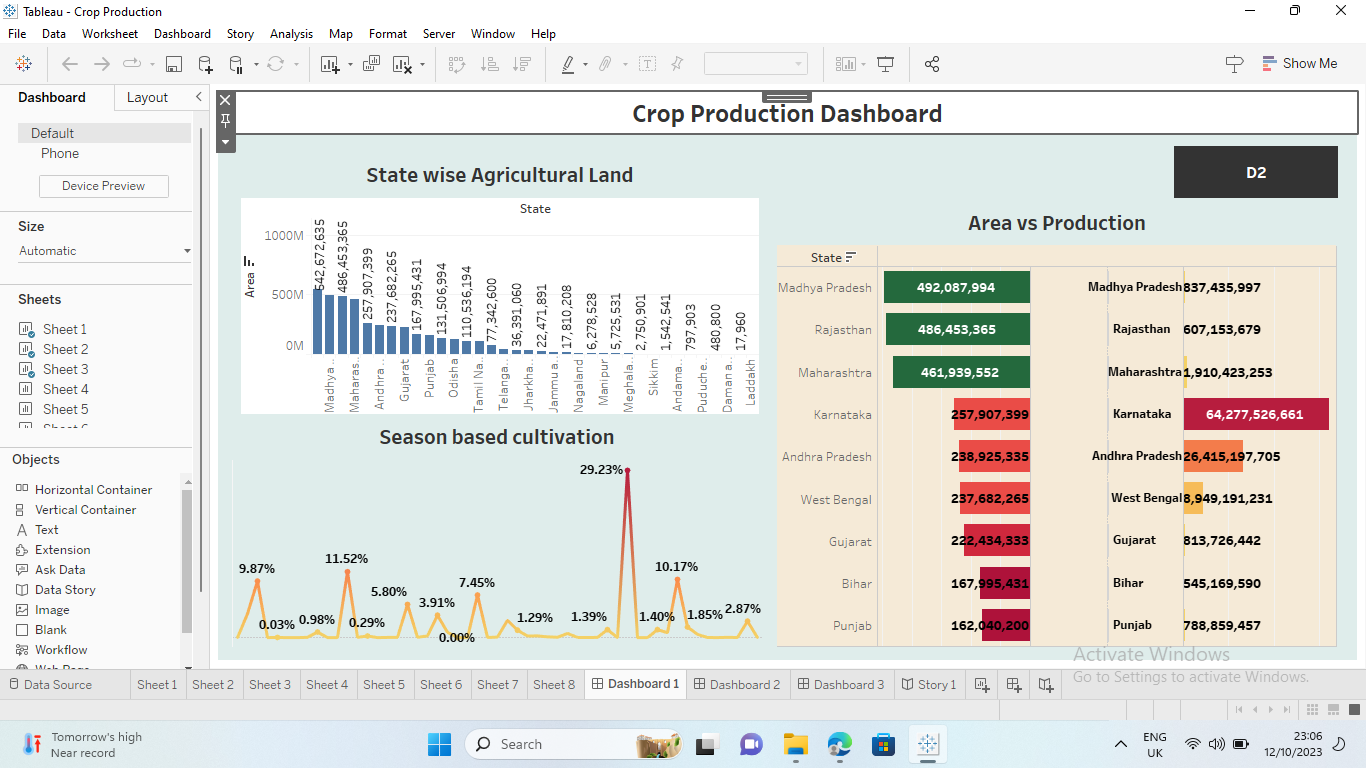 Tableau - Crop Production
File Data Worksheet Dashboard Story Analysis Map Format Server Window Help
Show Me
Dashboard Layout
Default
Phone
Device Preview
Size
Automatic
Sheets
Sheet 1
Sheet 2
Sheet 3
Sheet 4
Sheet 5
Objects
Horizontal Container
Vertical Container
Text
Extension
Ask Data
Data Story
Image
Blank
Workflow
Web Page
Crop Production Dashboard
D2
State wise Agricultural Land
State
Area
1000M
500M
0M
542,672,635
486,453,365
257,907,399
237,682,265
167,995,431
131,506,994
110,536,194
77,342,600
36,391,060
22,471,891
17,810,208
6,278,528
5,725,531
2,750,901
1,542,541
797,903
480,800
17,960
Madhya ..
Maharas..
Andhra..
Gujarat
Punjab
Odisha
Tamil Na..
Telanga..
Jharkha..
Jammu a..
Nagaland
Manipur
Meghala..
Sikkim
Andama..
Puduche..
Daman a..
Laddakh
Season based cultivation
29.23%
9.87%
11.52%
5.80%
7.45%
10.17%
0.03%
0.98%
0.29%
3.91%
0.00%
1.29%
1.39%
1.40%
1.85%
2.87%
Area vs Production
State
Madhya Pradesh 492,087,994 Madhya Pradesh 837,435,997
Rajasthan 486,453,365 Rajasthan 607,153,679
Maharashtra 461,939,552 Maharashtra 1,910,423,253
Karnataka 257,907,399 Karnataka 64,277,526,661
Andhra Pradesh 238,925,335 Andhra Pradesh 26,415,197,705
West Bengal 237,682,265 West Bengal 8,949,191,231
Gujarat 222,434,333 Gujarat 813,726,442
Bihar 167,995,431 Bihar 545,169,590
Punjab 162,040,200 Punjab 788,859,457
Activate Windows
Go to Settings to activate Windows.
Data Source Sheet 1 Sheet 2 Sheet 3 Sheet 4 Sheet 5 Sheet 6 Sheet 7 Sheet 8 Dashboard 1 Dashboard 2 Dashboard 3 Story 1
Tomorrow's high
Near record
Search
ENG
UK
23:06
12/10/2023